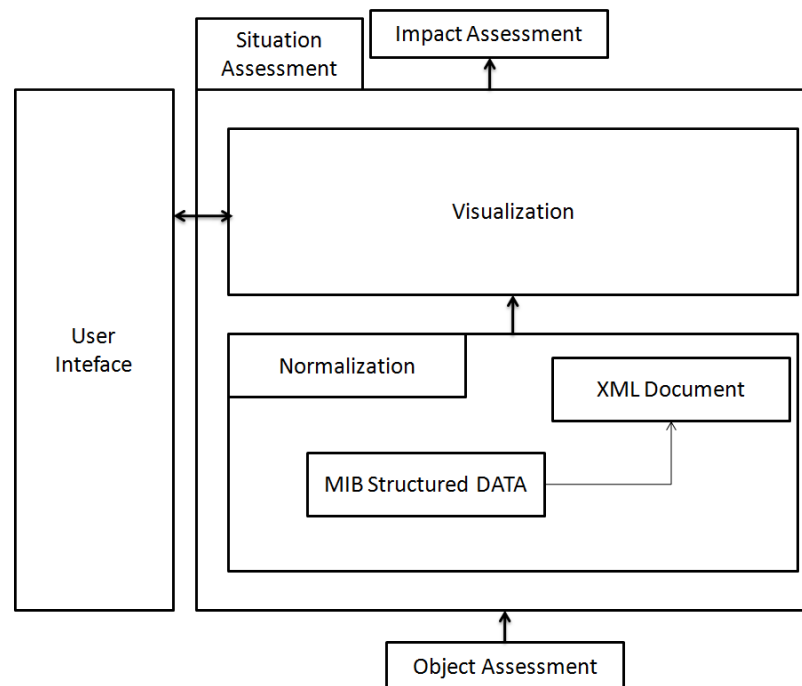 Situation
Assessment
Impact Assessment
Visualization
User
Inteface
Normalization
XML Document
MIB Structured DATA
Object Assessment